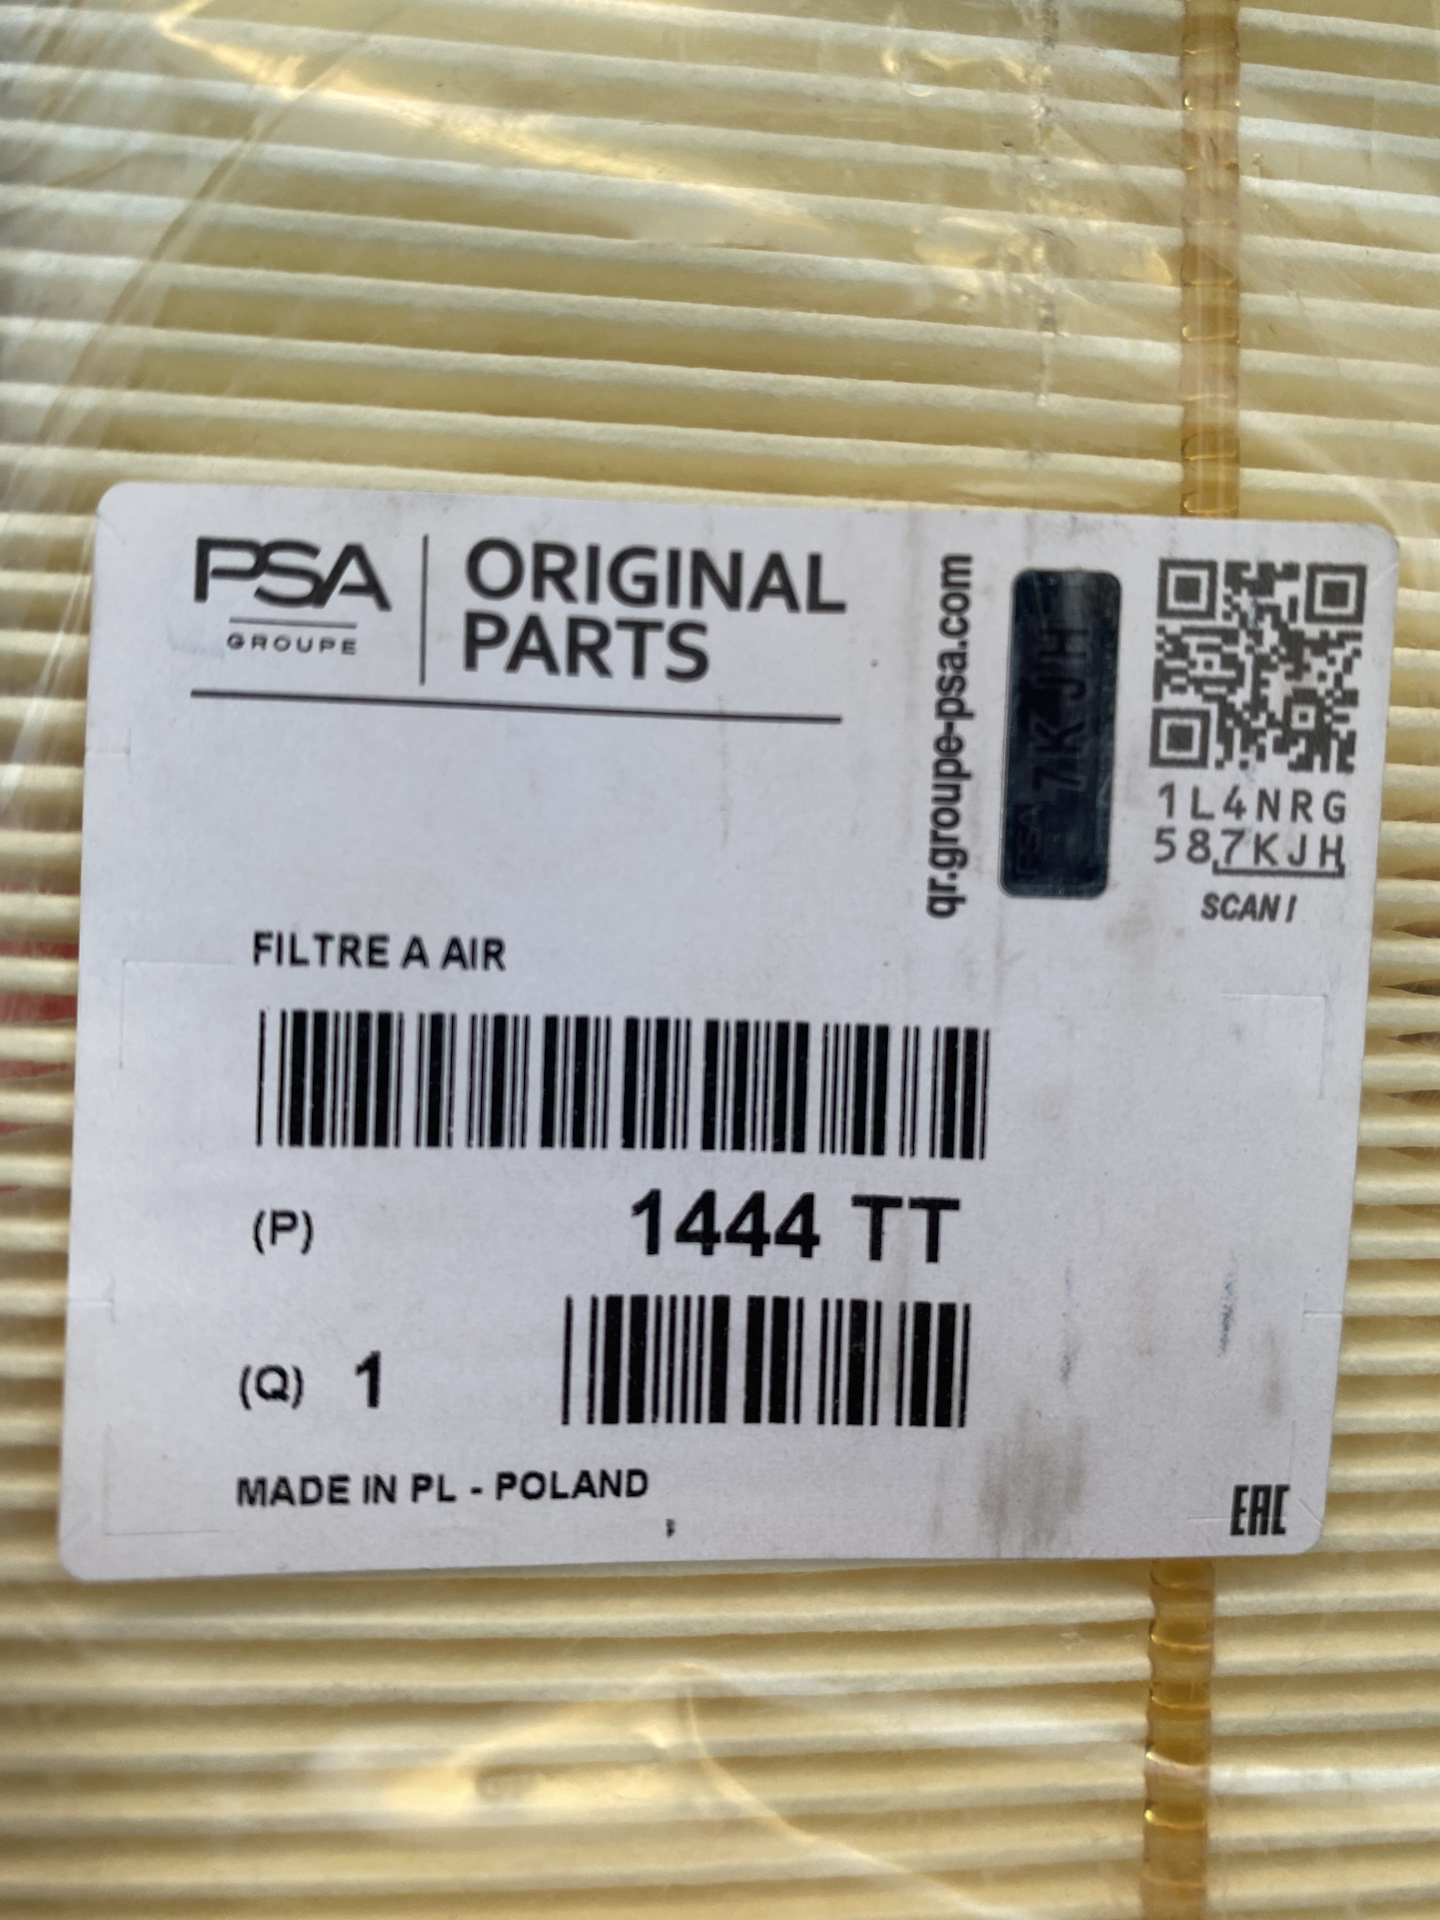 PSA
GROUPE
ORIGINAL
PARTS
qr.groupe-psa.com
PSA 7KJH
1L4NRG
587KJH
SCAN!
FILTRE A AIR
(P) 1444 TT
(Q) 1
MADE IN PL - POLAND
EAC